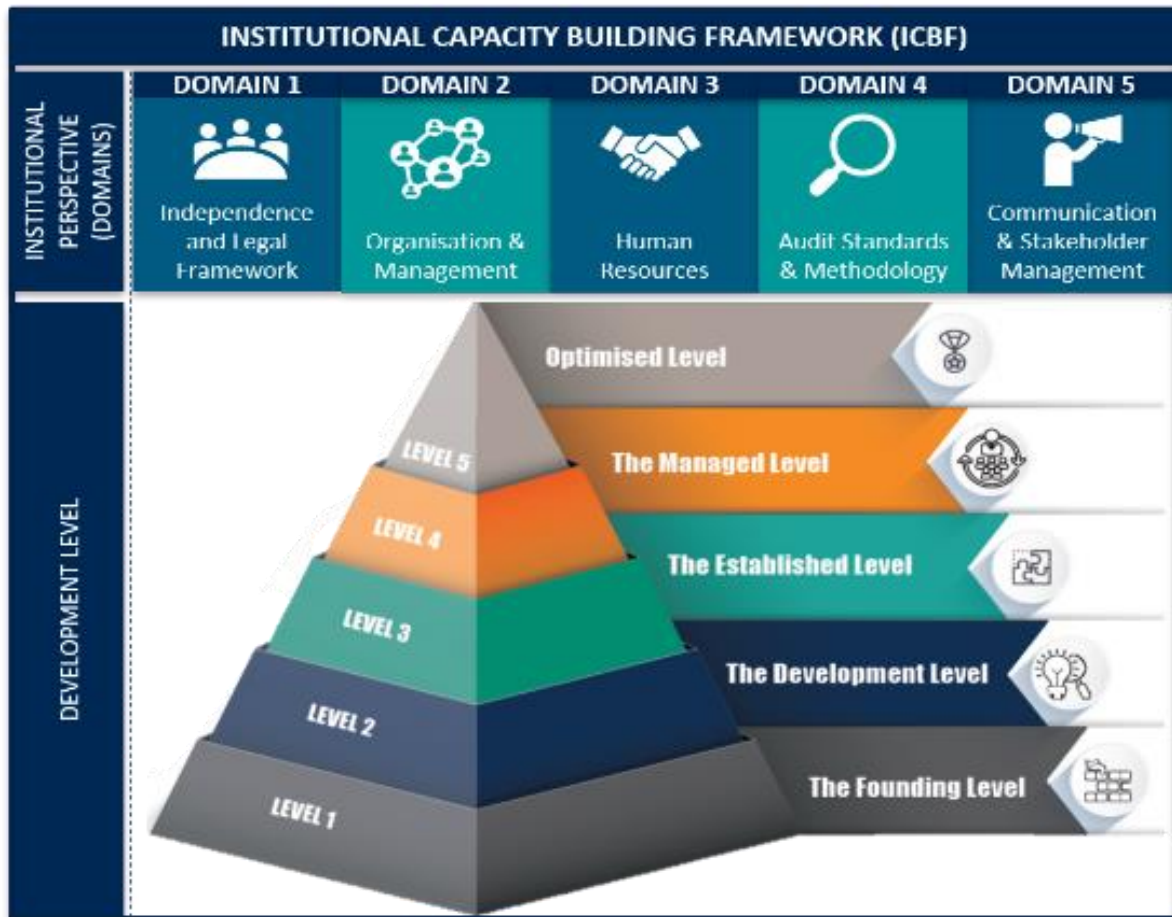 INSTITUTIONAL CAPACITY BUILDING FRAMEWORK (ICBF)
INSTITUTIONAL
PERSPECTIVE
(DOMAINS)
DOMAIN 1
Independence
and Legal
Framework
DOMAIN 2
Organisation &
Management
DOMAIN 3
Human
Resources
DOMAIN 4
Audit Standards
& Methodology
DOMAIN 5
Communication
& Stakeholder
Management
DEVELOPMENT LEVEL
LEVEL 5
Optimised Level
LEVEL 4
The Managed Level
LEVEL 3
The Established Level
LEVEL 2
The Development Level
LEVEL 1
The Founding Level